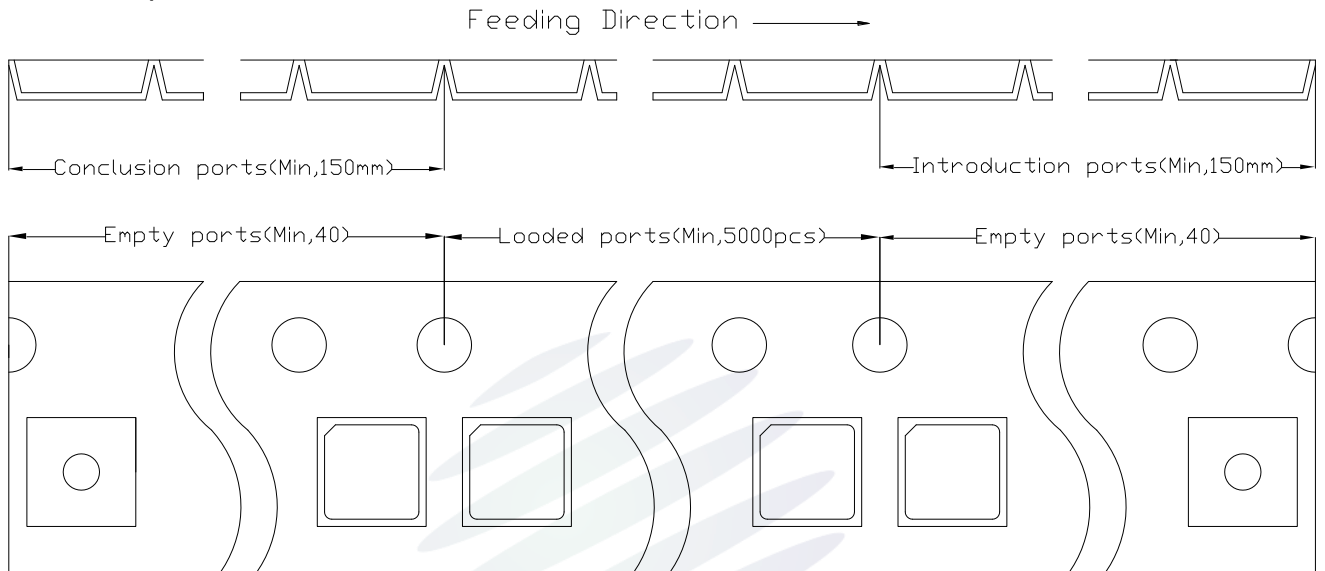 Feeding Direction
Conclusion ports(Min,150mm)
Introduction ports(Min,150mm)
Empty ports(Min,40)
Looded ports(Min,5000pcs)
Empty ports(Min,40)